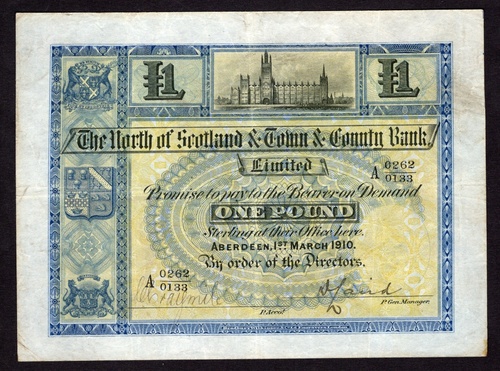 £1 £1
The North of Scotland & Town & County Bank
Limited
A 0262
0133
Promise to pay to the Bearer on Demand
ONE POUND
Sterling at their Office here.
ABERDEEN, 1ST MARCH 1910.
By order of the Directors.
A 0262
0133
P. Acct.
P. Gen. Manager.